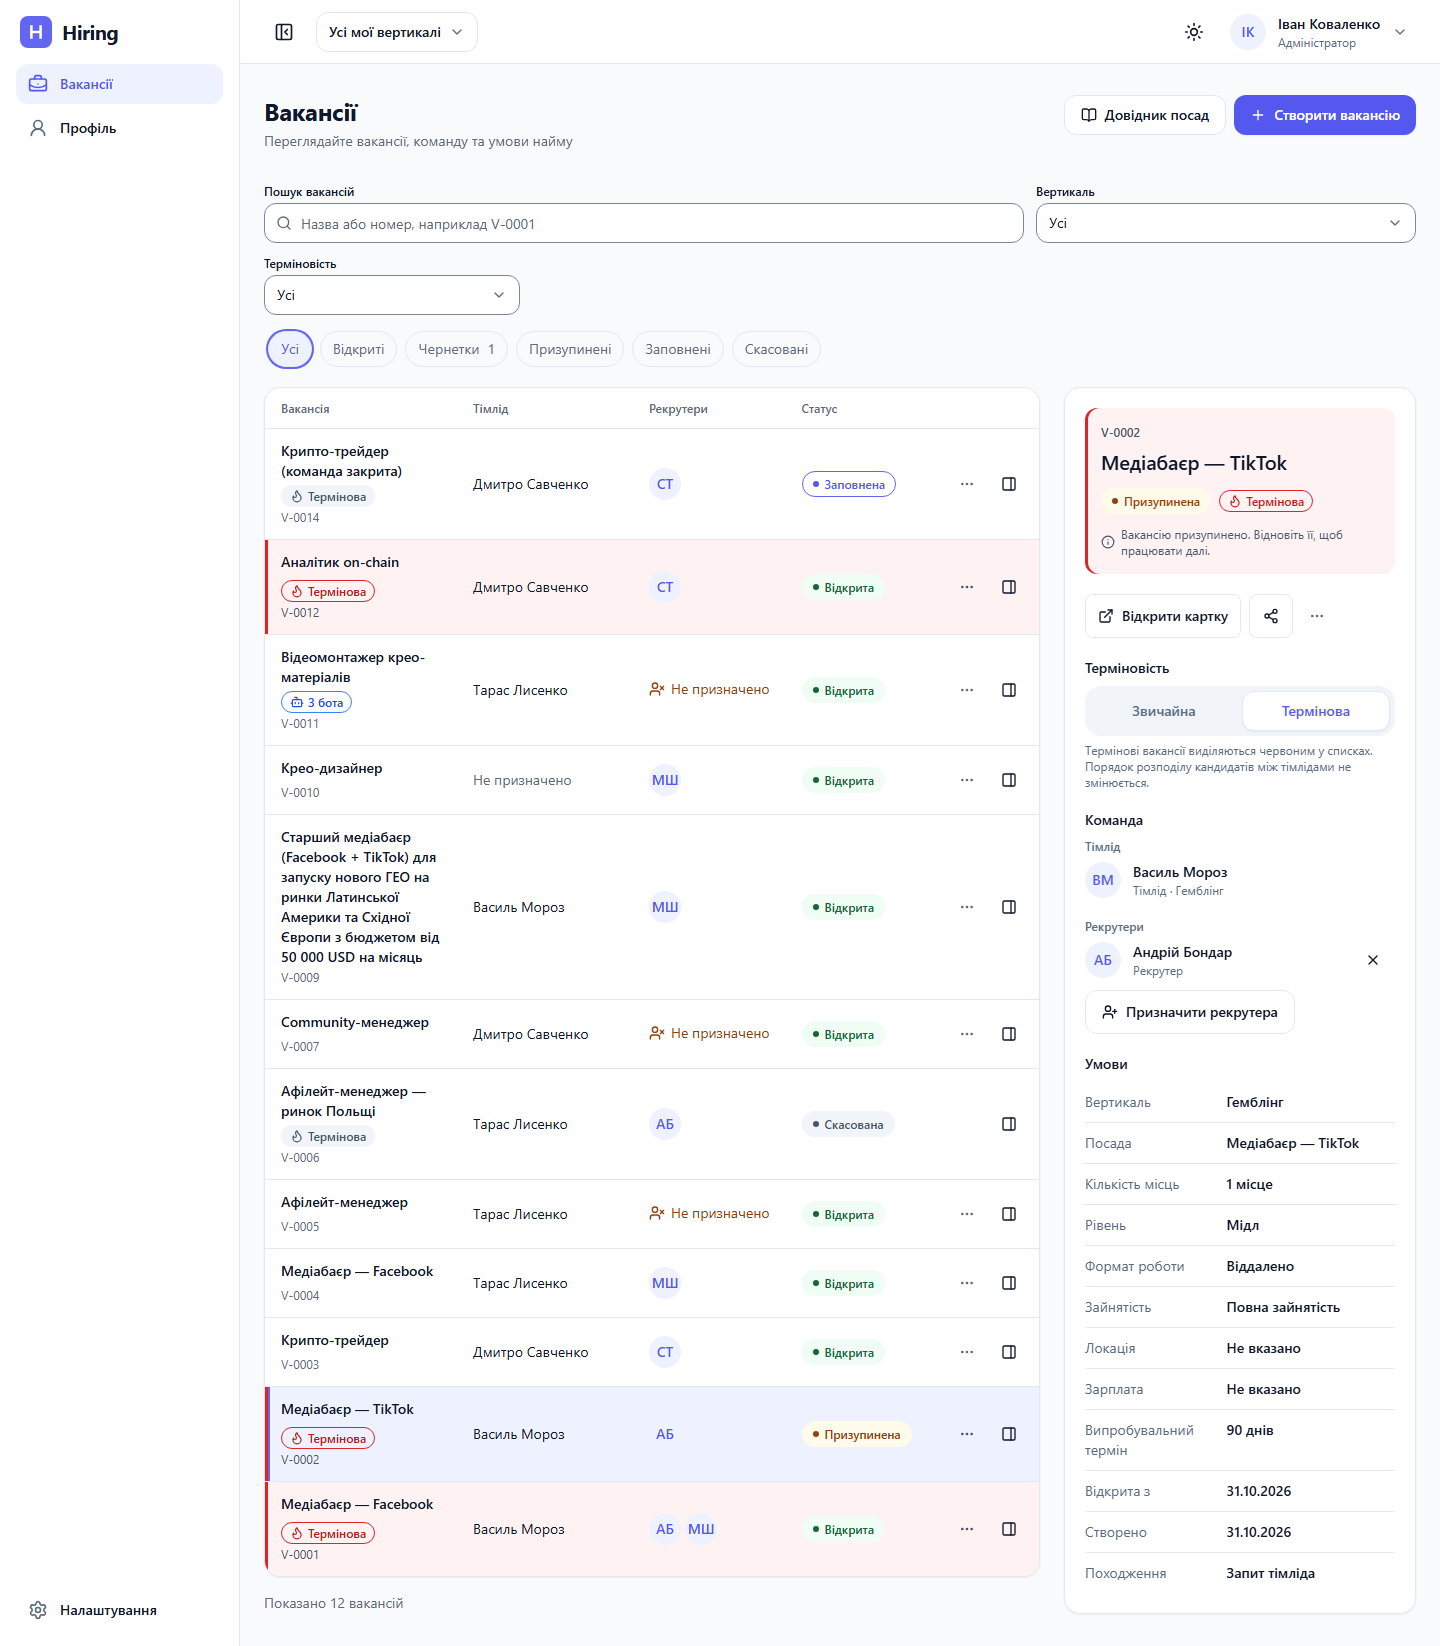 H Hiring
Вакансії
Профіль
Налаштування
Усі мої вертикалі
ІК
Іван Коваленко
Адміністратор
Вакансії
Переглядайте вакансії, команду та умови найму
Довідник посад
Створити вакансію
Пошук вакансій
Назва або номер, наприклад V-0001
Вертикаль
Усі
Терміновість
Усі
Усі
Відкриті
Чернетки 1
Призупинені
Заповнені
Скасовані
Вакансія Тімлід Рекрутери Статус
Крипто-трейдер
(команда закрита)
Термінова
V-0014
Дмитро Савченко
СТ
Заповнена
Аналітик on-chain
Термінова
V-0012
Дмитро Савченко
СТ
Відкрита
Відеомонтажер крео-
матеріалів
З бота
V-0011
Тарас Лисенко
Не призначено
Відкрита
Крео-дизайнер
V-0010
Не призначено
МШ
Відкрита
Старший медіабаєр
(Facebook + TikTok) для
запуску нового ГЕО на
ринки Латинської
Америки та Східної
Європи з бюджетом від
50 000 USD на місяць
V-0009
Василь Мороз
МШ
Відкрита
Community-менеджер
V-0007
Дмитро Савченко
Не призначено
Відкрита
Афілейт-менеджер —
ринок Польщі
Термінова
V-0006
Тарас Лисенко
АБ
Скасована
Афілейт-менеджер
V-0005
Тарас Лисенко
Не призначено
Відкрита
Медіабаєр — Facebook
V-0004
Тарас Лисенко
МШ
Відкрита
Крипто-трейдер
V-0003
Дмитро Савченко
СТ
Відкрита
Медіабаєр — TikTok
Термінова
V-0002
Василь Мороз
АБ
Призупинена
Медіабаєр — Facebook
Термінова
V-0001
Василь Мороз
АБ МШ
Відкрита
Показано 12 вакансій
V-0002
Медіабаєр — TikTok
Призупинена
Термінова
Вакансію призупинено. Відновіть її, щоб
працювати далі.
Відкрити картку
Терміновість
Звичайна
Термінова
Термінові вакансії виділяються червоним у списках.
Порядок розподілу кандидатів між тімлідами не
змінюється.
Команда
Тімлід
ВМ
Василь Мороз
Тімлід · Гемблінг
Рекрутери
АБ
Андрій Бондар
Рекрутер
Призначити рекрутера
Умови
Вертикаль Гемблінг
Посада Медіабаєр — TikTok
Кількість місць 1 місце
Рівень Мідл
Формат роботи Віддалено
Зайнятість Повна зайнятість
Локація Не вказано
Зарплата Не вказано
Випробувальний
термін
90 днів
Відкрита з 31.10.2026
Створено 31.10.2026
Походження Запит тімліда